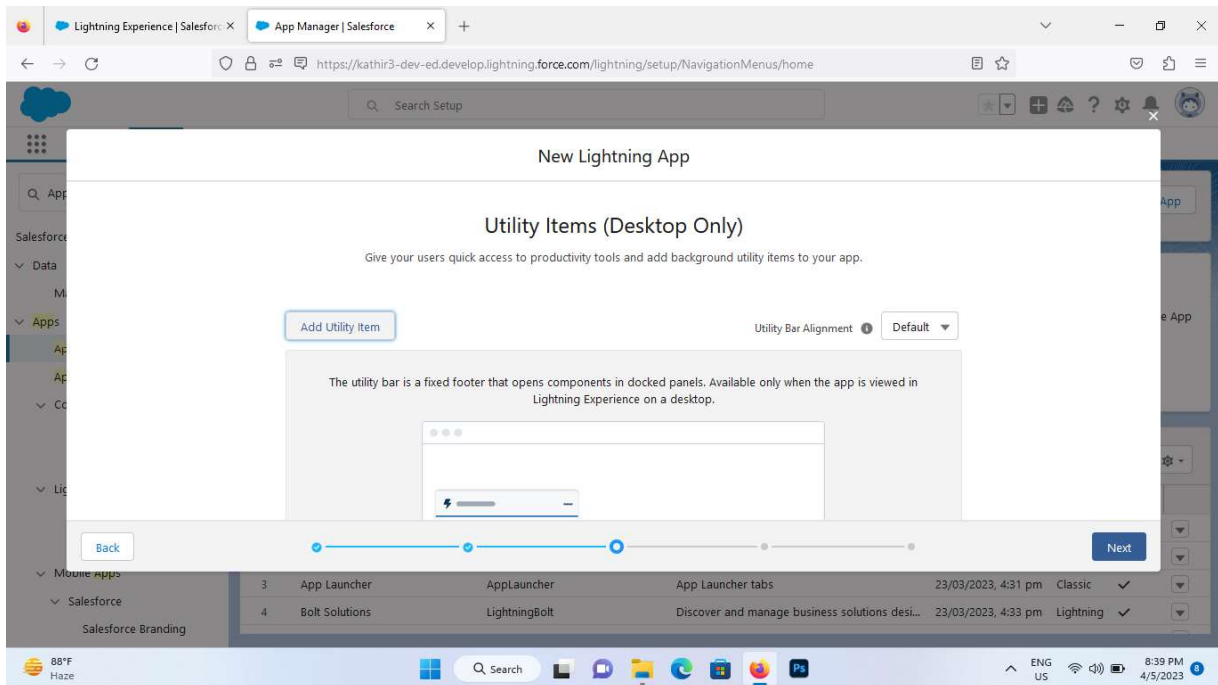 Lightning Experience | Salesforc
App Manager | Salesforce
https://kathir3-dev-ed.develop.lightning.force.com/lightning/setup/NavigationMenus/home
Search Setup
New Lightning App
App
App
Salesforce
Utility Items (Desktop Only)
Give your users quick access to productivity tools and add background utility items to your app.
Data
Apps
Add Utility Item
Utility Bar Alignment
Default
e App
The utility bar is a fixed footer that opens components in docked panels. Available only when the app is viewed in
Lightning Experience on a desktop.
Lig
Back
Next
Mobile Apps
3 App Launcher AppLauncher App Launcher tabs 23/03/2023, 4:31 pm Classic
Salesforce
4 Bolt Solutions LightningBolt Discover and manage business solutions desi... 23/03/2023, 4:33 pm Lightning
Salesforce Branding
88°F
Haze
Search
Ps
ENG
US
8:39 PM
4/5/2023
8